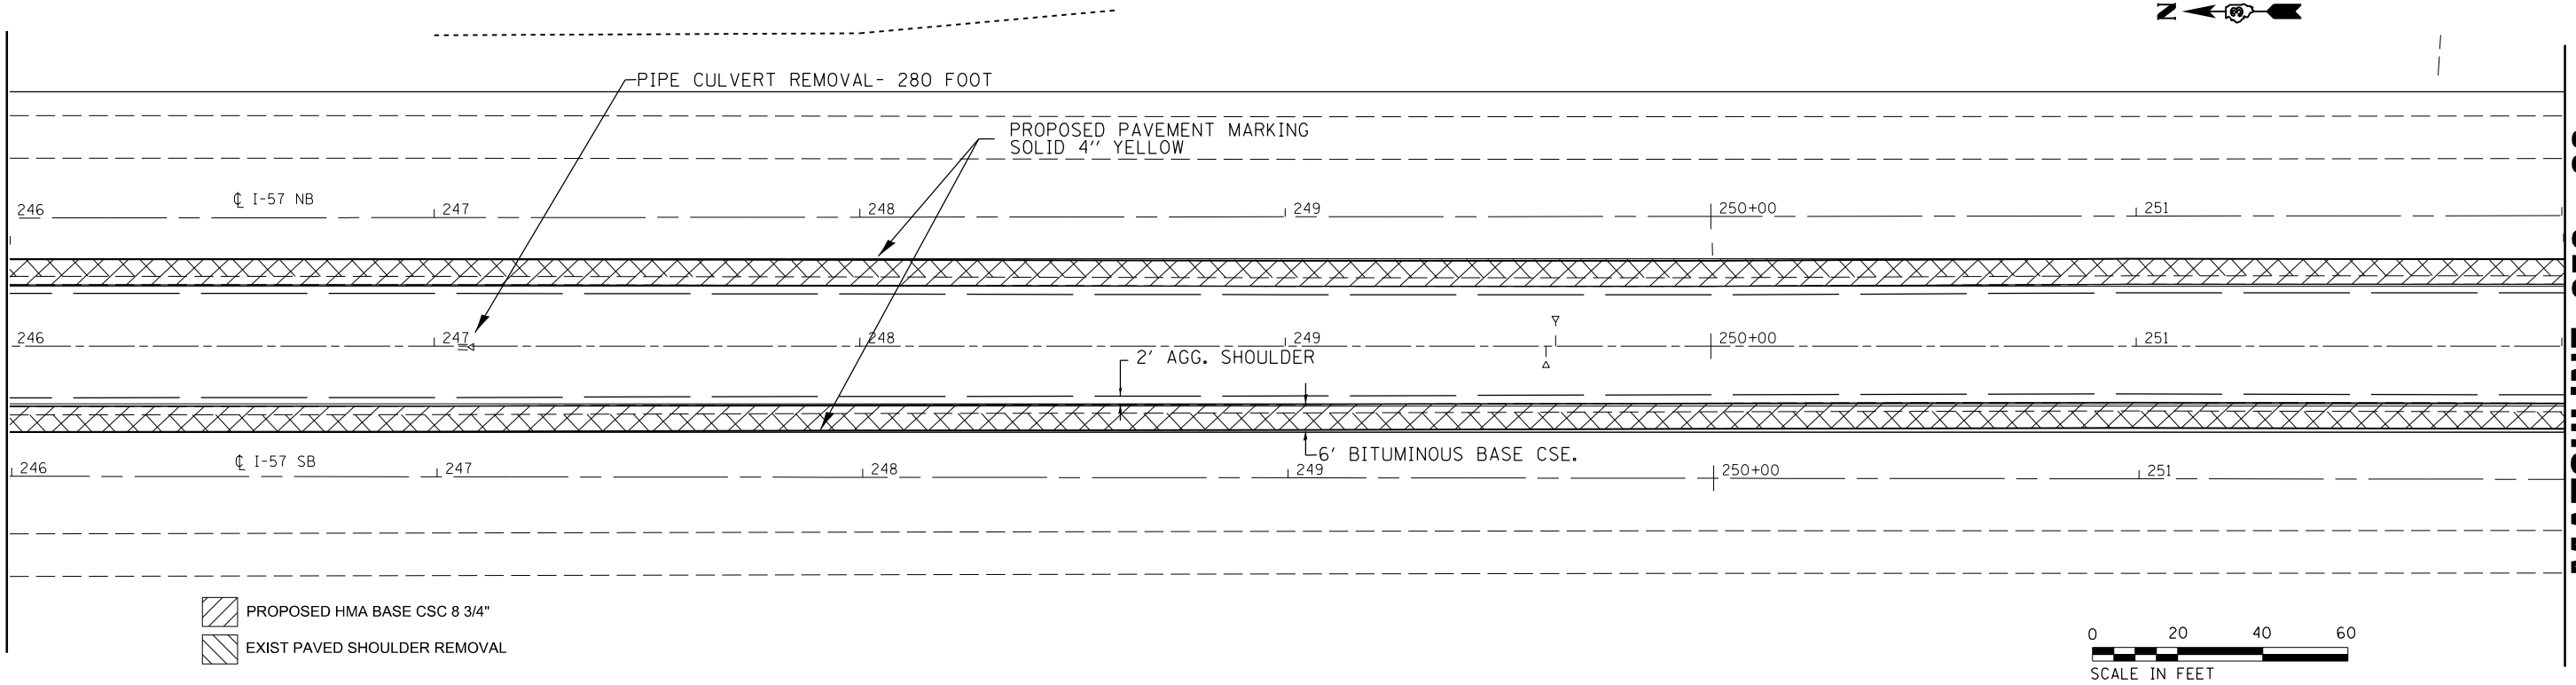 N
PIPE CULVERT REMOVAL- 280 FOOT
PROPOSED PAVEMENT MARKING
SOLID 4'' YELLOW
℄ I-57 NB
246 247 248 249 250+00 251
246 247 248 249 250+00 251
2' AGG. SHOULDER
6' BITUMINOUS BASE CSE.
℄ I-57 SB
246 247 248 249 250+00 251
PROPOSED HMA BASE CSC 8 3/4"
EXIST PAVED SHOULDER REMOVAL
0 20 40 60
SCALE IN FEET